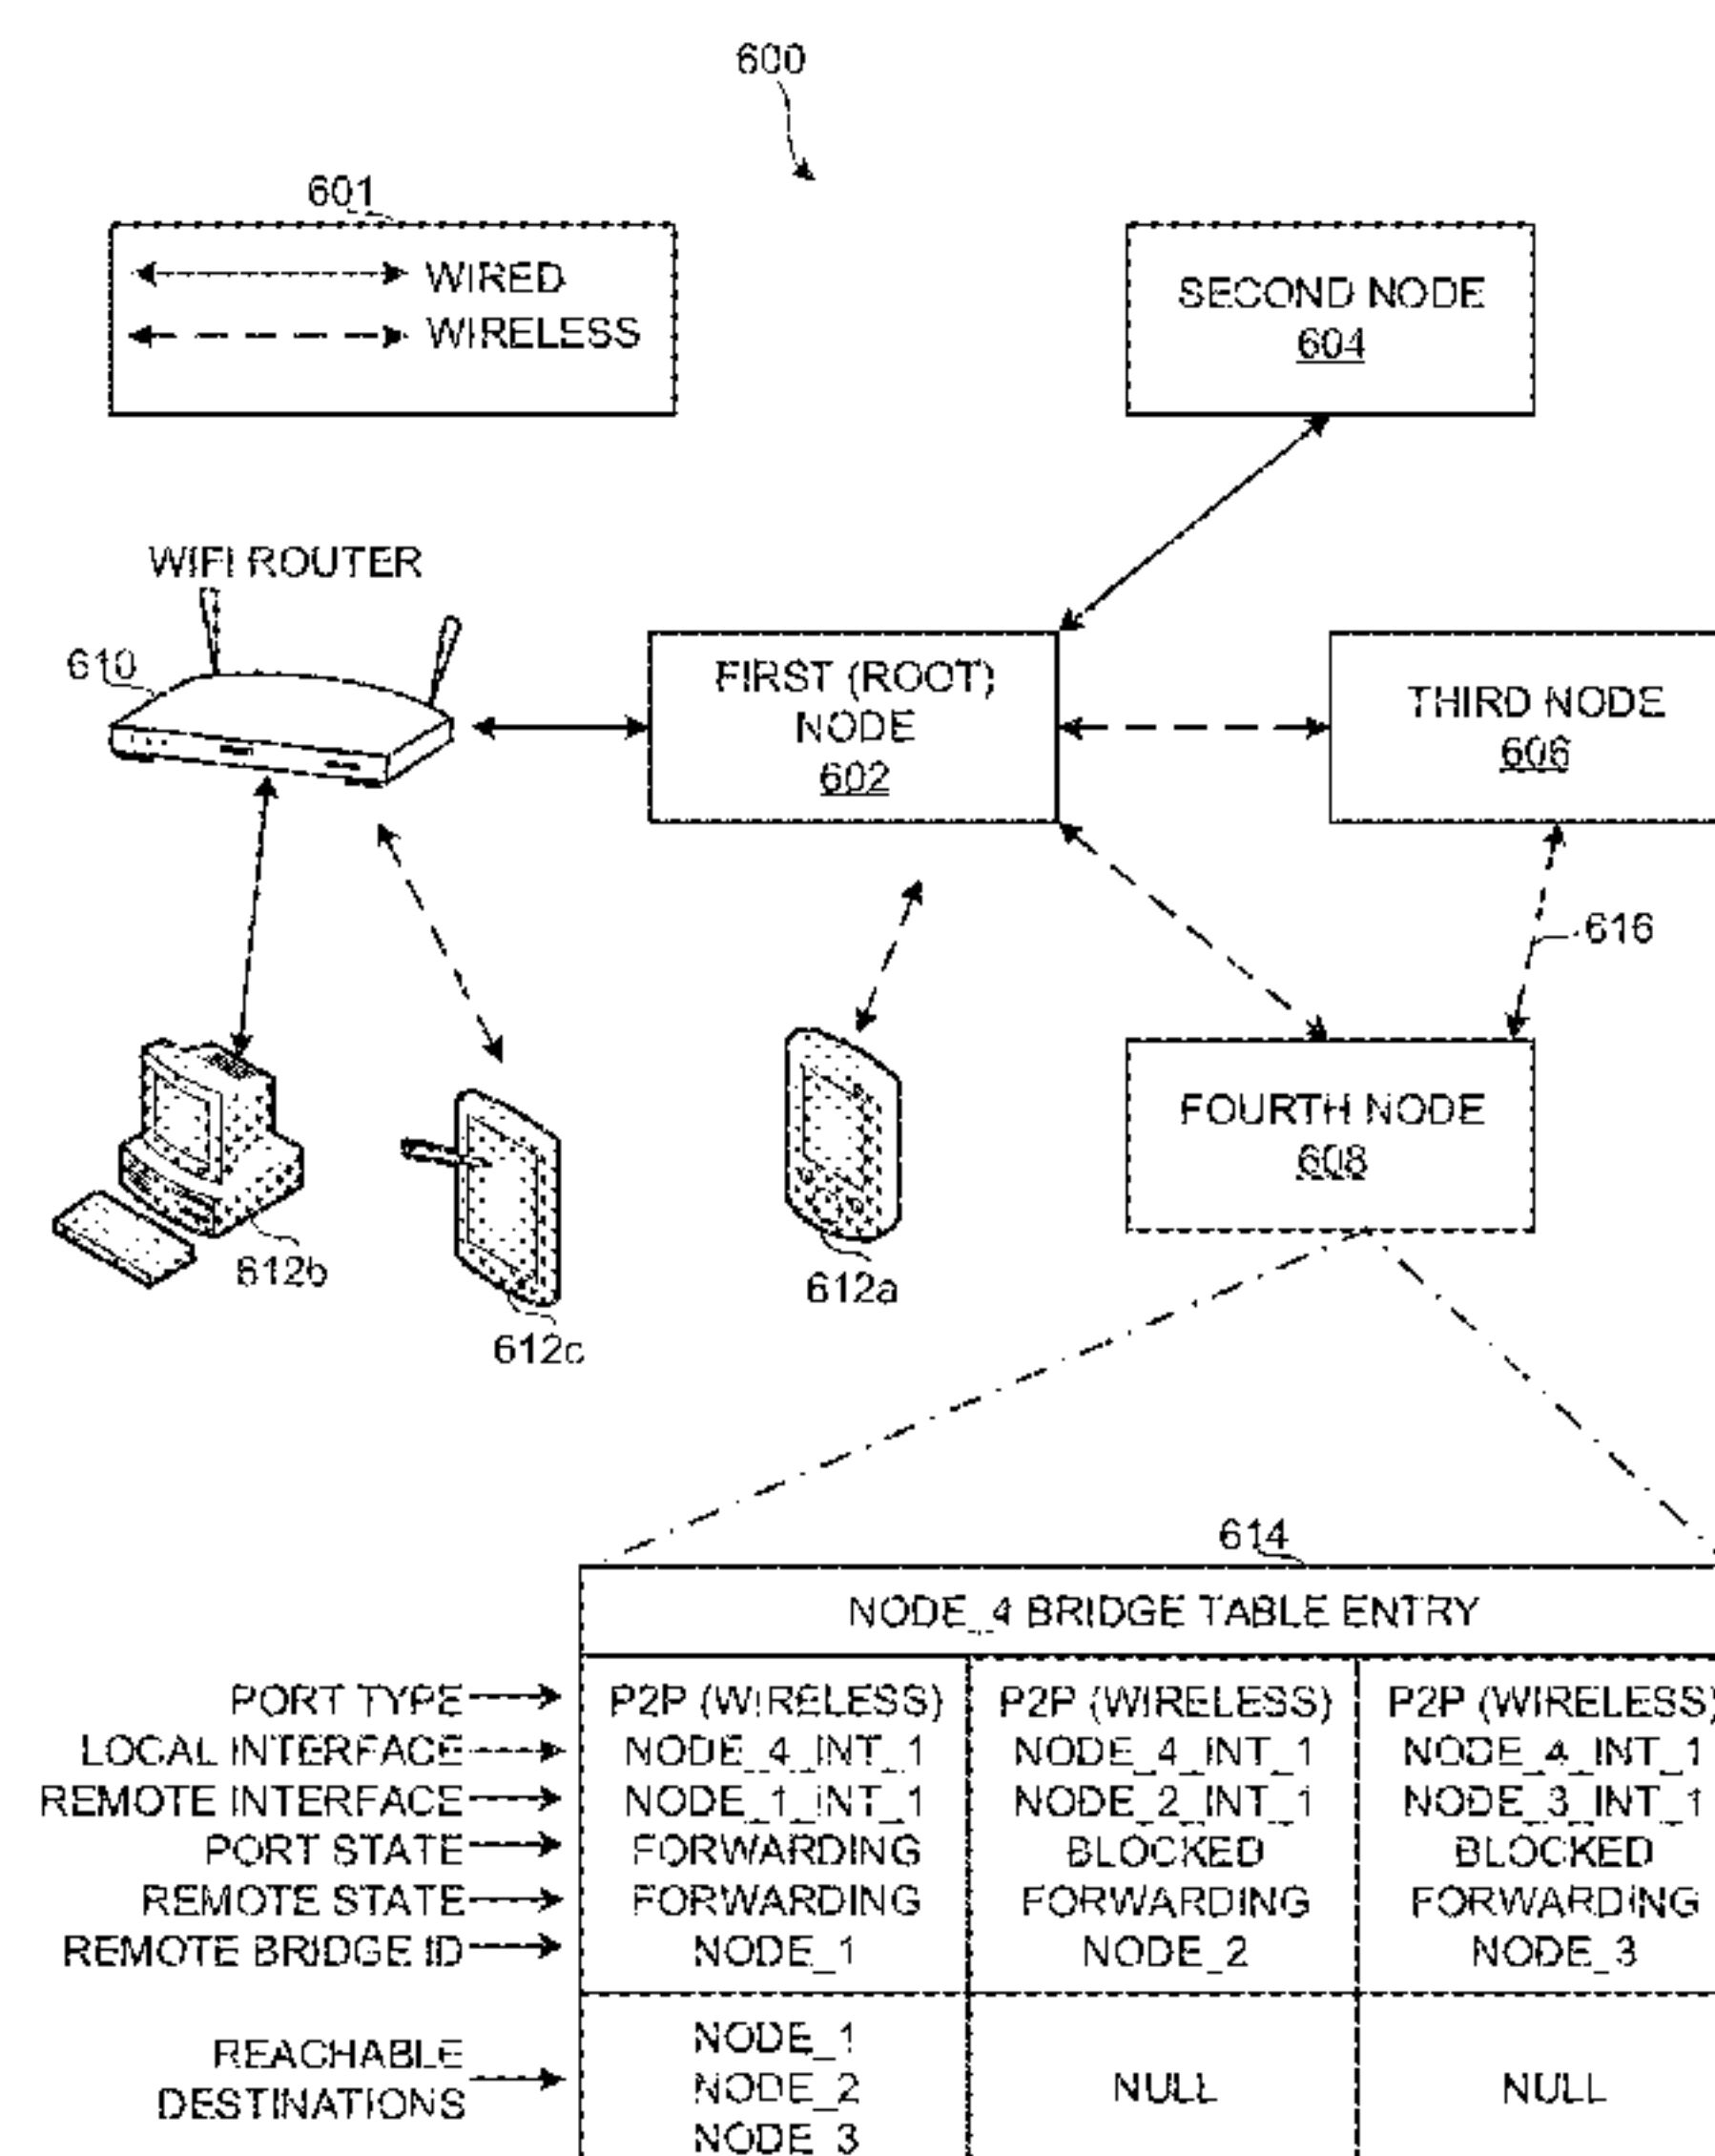 600
601
WIRED
WIRELESS
SECOND NODE
604
WIFI ROUTER
610
FIRST (ROOT)
NODE
602
THIRD NODE
606
616
FOURTH NODE
608
612b
612c
612a
614
NODE_4 BRIDGE TABLE ENTRY
PORT TYPE P2P (WIRELESS) P2P (WIRELESS) P2P (WIRELESS)
LOCAL INTERFACE NODE_4_INT_1 NODE_4_INT_1 NODE_4_INT_1
REMOTE INTERFACE NODE_1_INT_1 NODE_2_INT_1 NODE_3_INT_1
PORT STATE FORWARDING BLOCKED BLOCKED
REMOTE STATE FORWARDING FORWARDING FORWARDING
REMOTE BRIDGE ID NODE_1 NODE_2 NODE_3
REACHABLE
DESTINATIONS
NODE_1
NODE_2
NODE_3
NULL
NULL